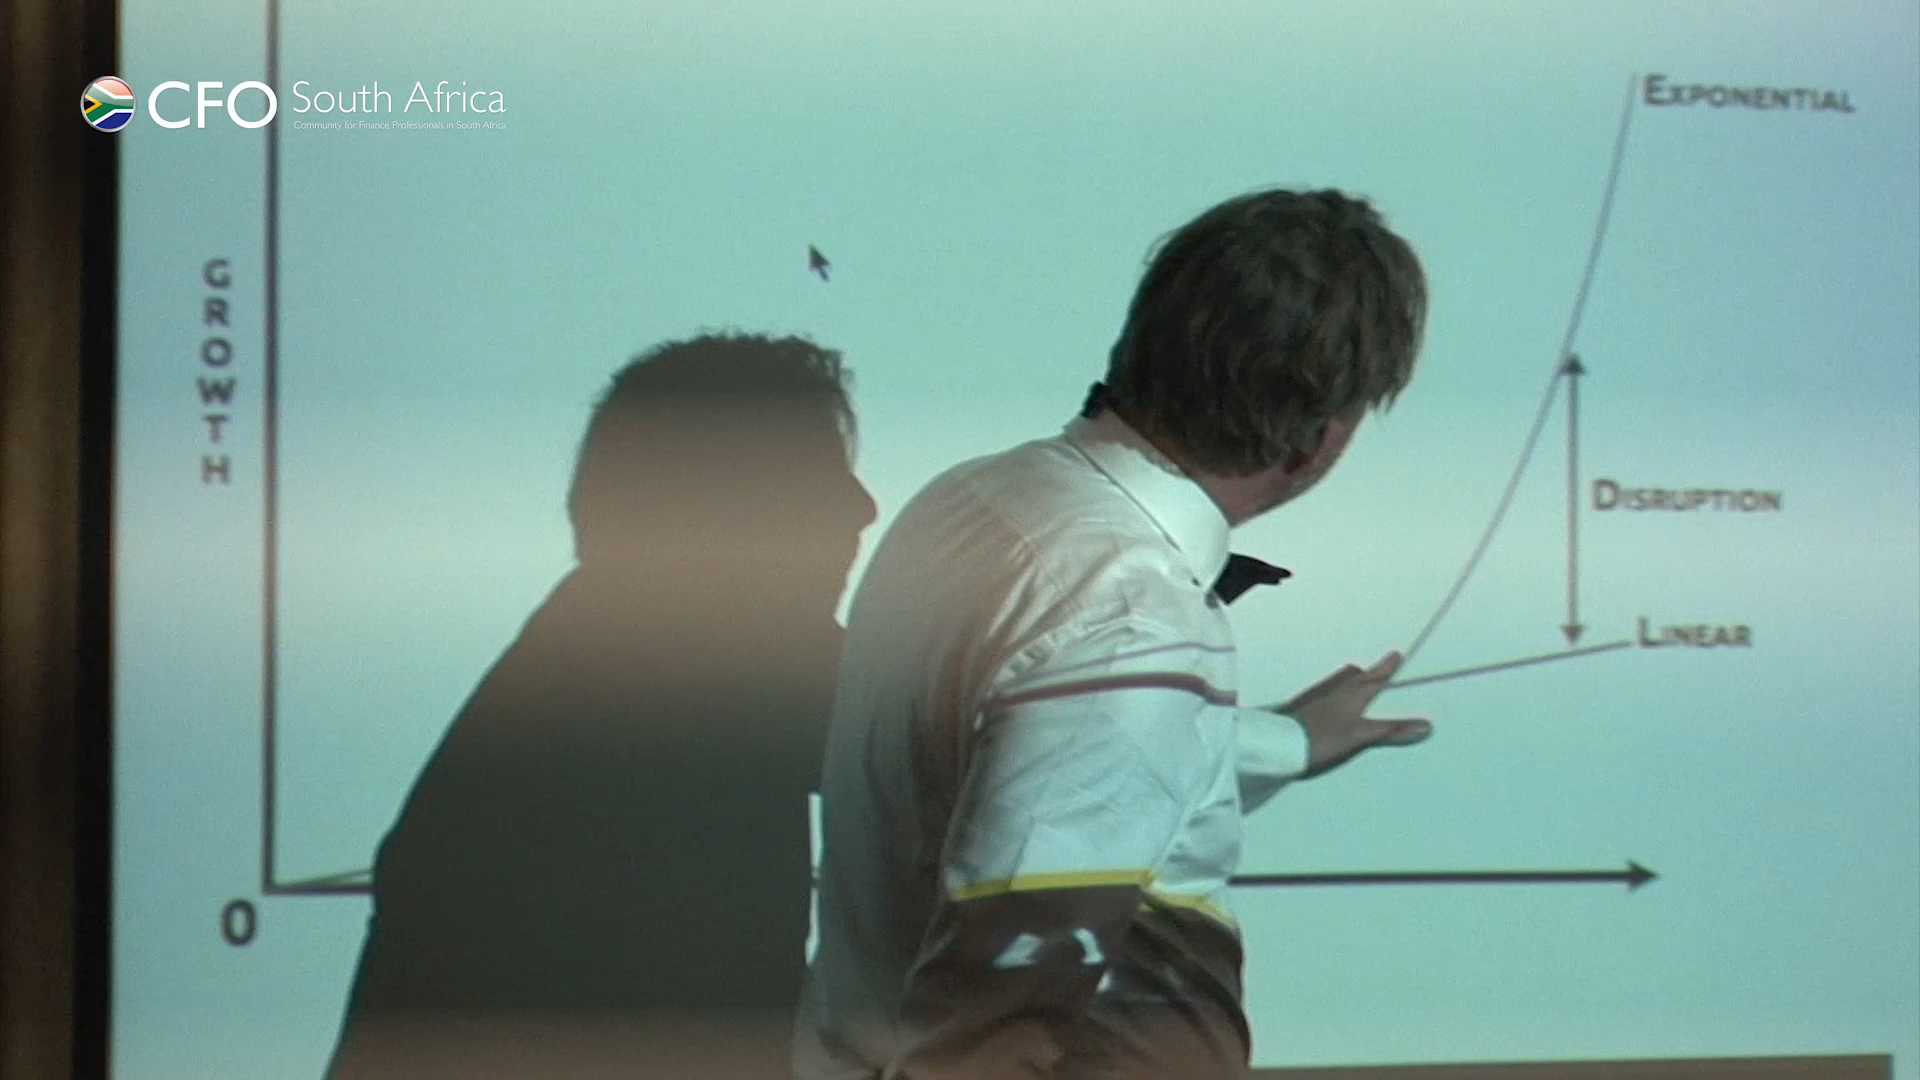 CFO South Africa
Community for Finance Professionals in South Africa
EXPONENTIAL
GROWTH
DISRUPTION
LINEAR
0